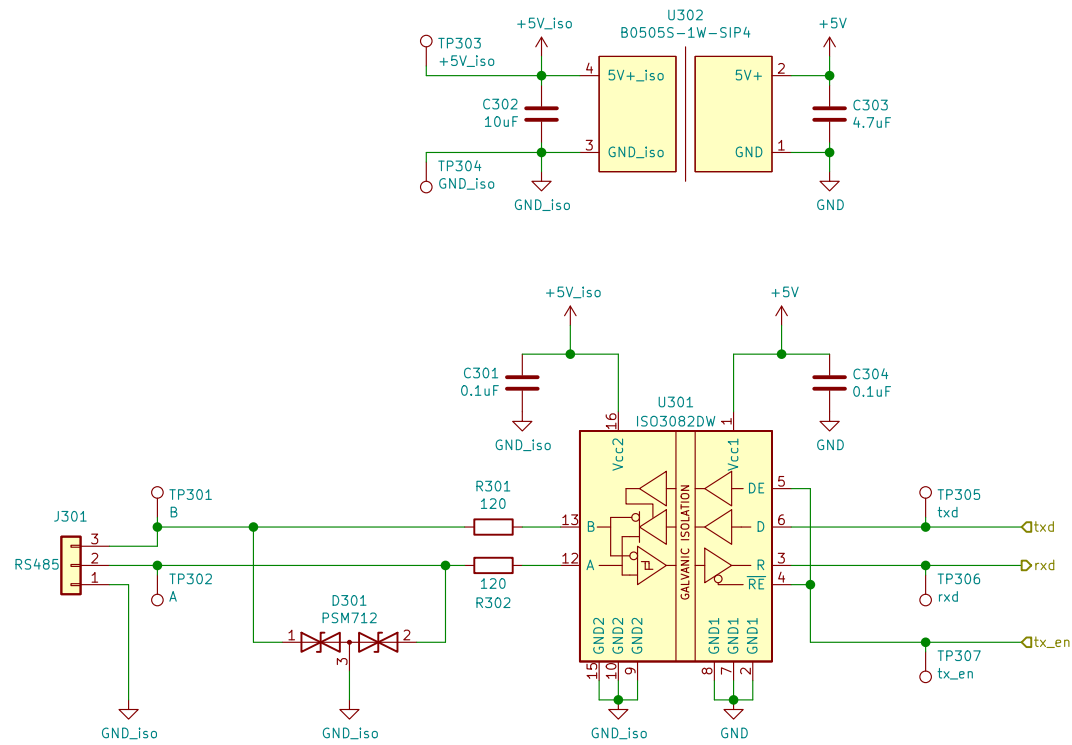 U302
B0505S-1W-SIP4
+5V_iso
+5V
TP303
+5V_iso
4
5V+_iso
5V+
2
C302
10uF
C303
4.7uF
3
GND_iso
GND
1
TP304
GND_iso
GND_iso
GND
+5V_iso
+5V
C301
0.1uF
C304
0.1uF
U301
ISO3082DW
16
1
GND_iso
GND
Vcc2
Vcc1
GALVANIC ISOLATION
J301
RS485
3
2
1
TP301
B
TP302
A
R301
120
120
R302
13
B
12
A
DE
5
D
6
R
3
RE
4
TP305
txd
txd
TP306
rxd
rxd
TP307
tx_en
tx_en
D301
PSM712
1
2
3
GND2
GND2
GND2
GND1
GND1
GND1
15
10
9
8
7
2
GND_iso
GND_iso
GND_iso
GND